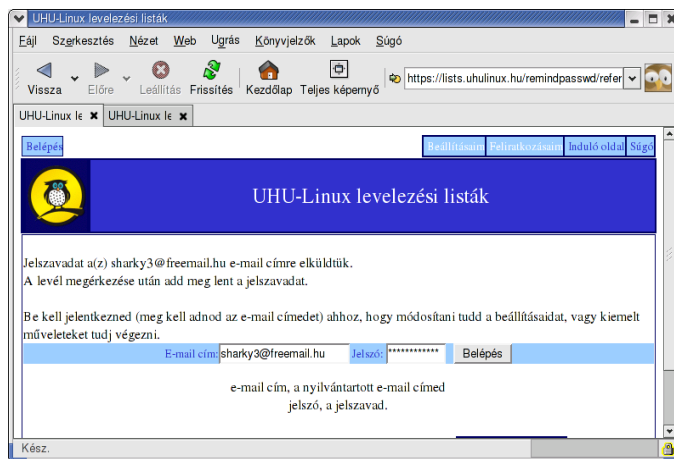 UHU-Linux levelezési listák
Fájl Szerkesztés Nézet Web Ugrás Könyvjelzők Lapok Súgó
Vissza Előre Leállítás Frissítés Kezdőlap Teljes képernyő https://lists.uhulinux.hu/remindpasswd/refer
UHU-Linux le UHU-Linux le
Belépés Beállításaim Feliratkozásaim Induló oldal Súgó
UHU-Linux levelezési listák
Jelszavadat a(z) sharky3@freemail.hu e-mail címre elküldtük.
A levél megérkezése után add meg lent a jelszavadat.
Be kell jelentkezned (meg kell adnod az e-mail címedet) ahhoz, hogy módosítani tudd a beállításaidat, vagy kiemelt
műveleteket tudj végezni.
E-mail cím: sharky3@freemail.hu Jelszó: ************ Belépés
e-mail cím, a nyilvántartott e-mail címed
jelszó, a jelszavad.
Kész.